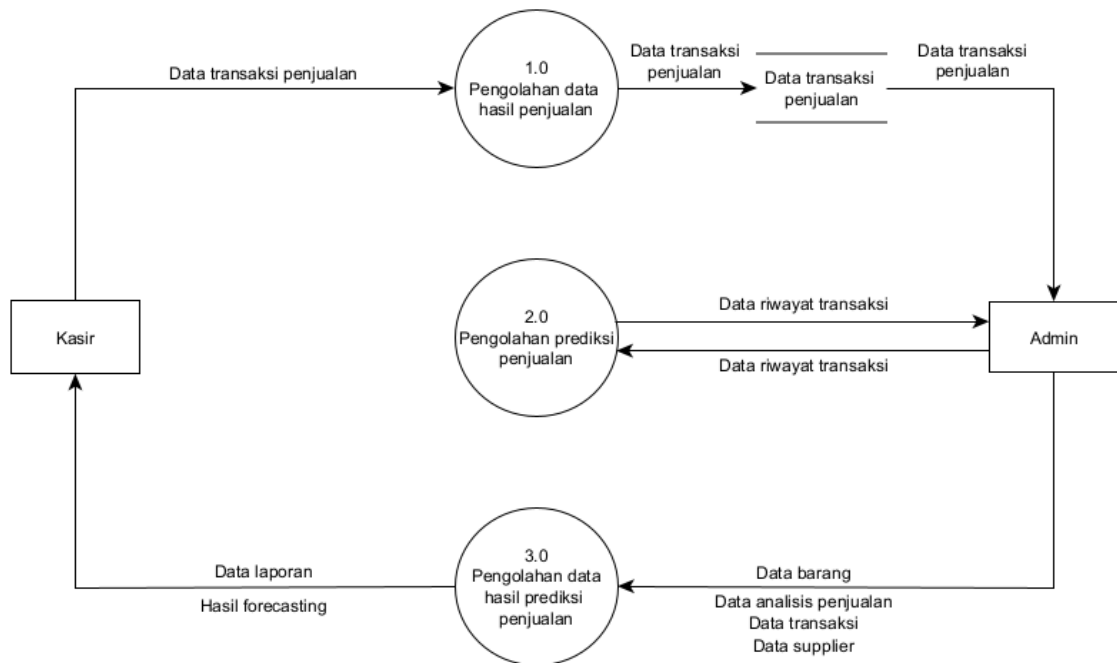 Data transaksi penjualan
1.0
Pengolahan data
hasil penjualan
Data transaksi
penjualan
Data transaksi
penjualan
Data transaksi
penjualan
Kasir
2.0
Pengolahan prediksi
penjualan
Data riwayat transaksi
Data riwayat transaksi
Admin
Data laporan
Hasil forecasting
3.0
Pengolahan data
hasil prediksi
penjualan
Data barang
Data analisis penjualan
Data transaksi
Data supplier